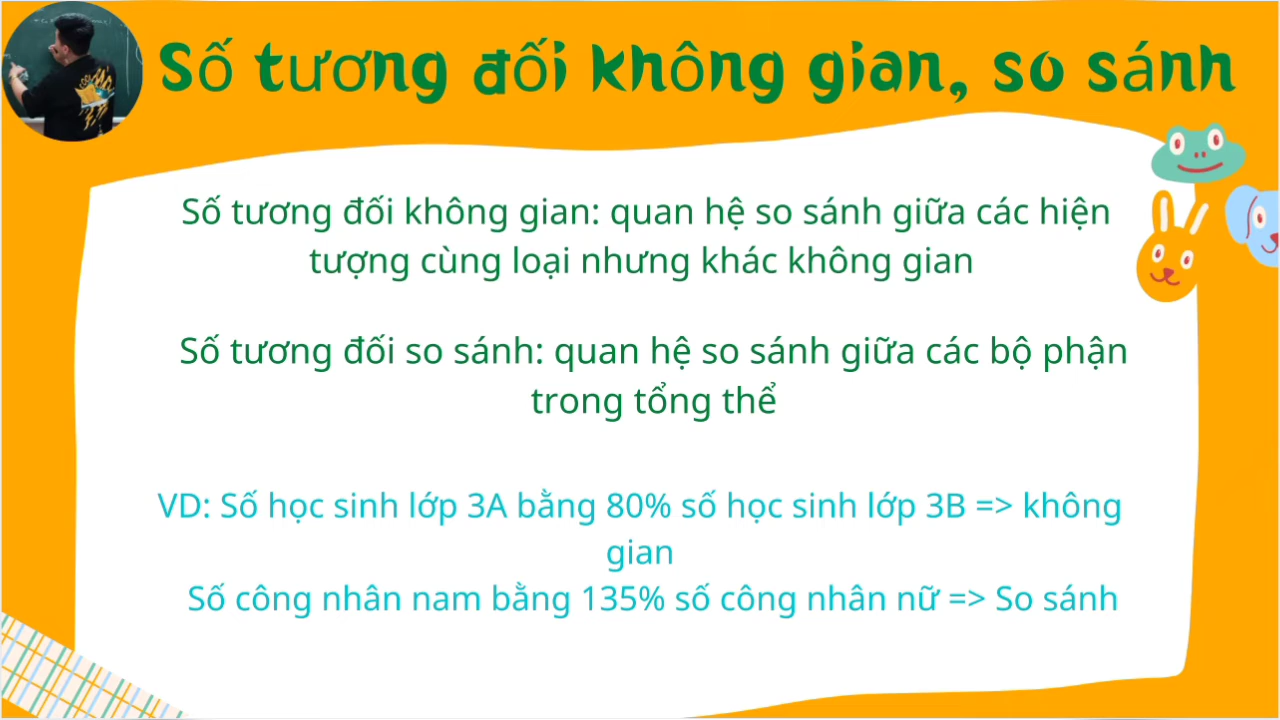 Số tương đối không gian, so sánh
Số tương đối không gian: quan hệ so sánh giữa các hiện
tượng cùng loại nhưng khác không gian
Số tương đối so sánh: quan hệ so sánh giữa các bộ phận
trong tổng thể
VD: Số học sinh lớp 3A bằng 80% số học sinh lớp 3B => không
gian
Số công nhân nam bằng 135% số công nhân nữ => So sánh